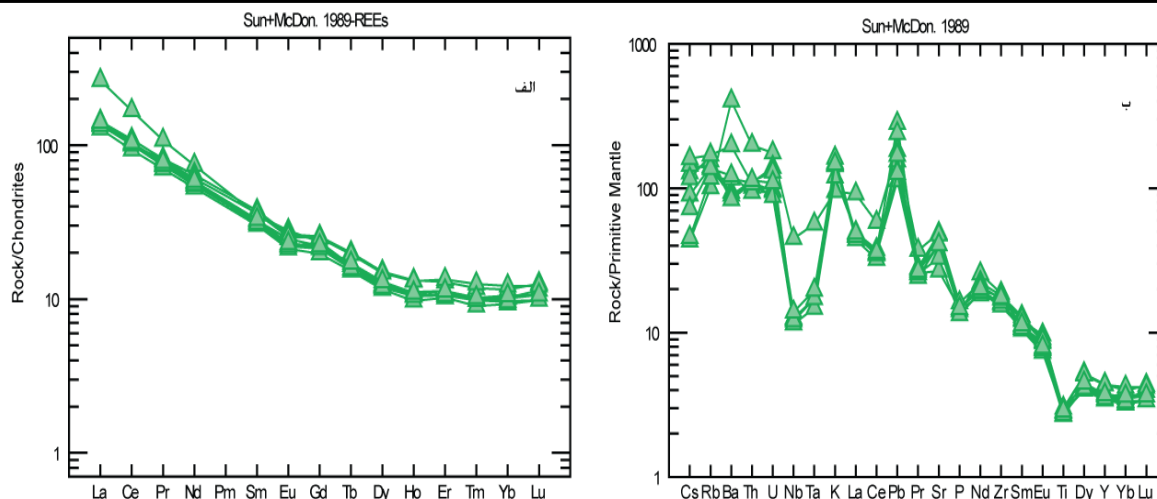 Sun+McDon. 1989-REEs
الف
Rock/Chondrites
100
10
1
La Ce Pr Nd Pm Sm Eu Gd Tb Dy Ho Er Tm Yb Lu
Sun+McDon. 1989
ب
Rock/Primitive Mantle
1000
100
10
1
Cs Rb Ba Th U Nb Ta K La Ce Pb Pr Sr P Nd Zr Sm Eu Ti Dy Y Yb Lu